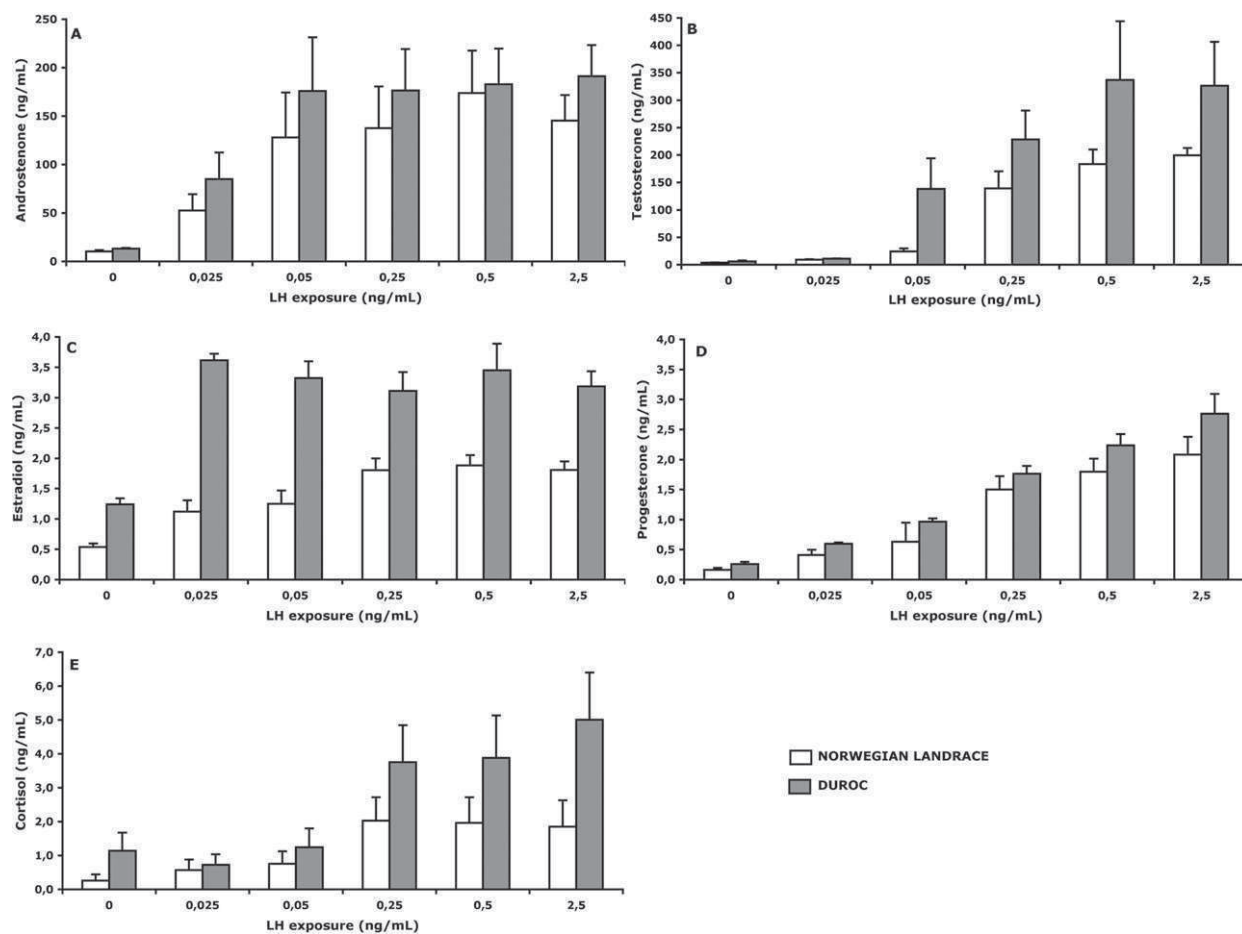 A
Androstenone (ng/mL)
250
200
150
100
50
0
0 0,025 0,05 0,25 0,5 2,5
LH exposure (ng/mL)
B
Testosterone (ng/mL)
450
400
350
300
250
200
150
100
50
0
0 0,025 0,05 0,25 0,5 2,5
LH exposure (ng/mL)
C
Estradiol (ng/mL)
4,0
3,5
3,0
2,5
2,0
1,5
1,0
0,5
0,0
0 0,025 0,05 0,25 0,5 2,5
LH exposure (ng/mL)
D
Progesterone (ng/mL)
4,0
3,5
3,0
2,5
2,0
1,5
1,0
0,5
0,0
0 0,025 0,05 0,25 0,5 2,5
LH exposure (ng/mL)
E
Cortisol (ng/mL)
7,0
6,0
5,0
4,0
3,0
2,0
1,0
0,0
0 0,025 0,05 0,25 0,5 2,5
LH exposure (ng/mL)
NORWEGIAN LANDRACE
DUROC